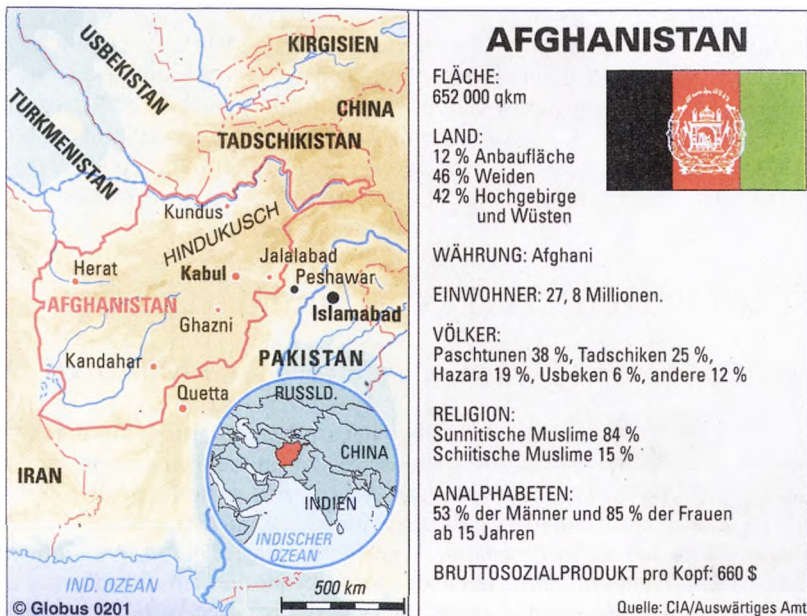 USBEKISTAN
KIRGISIEN
TURKMENISTAN
CHINA
TADSCHIKISTAN
Kundus
HINDUKUSCH
Herat
Kabul
Jalalabad
Peshawar
AFGHANISTAN
Islamabad
Ghazni
Kandahar
PAKISTAN
Quetta
RUSSLD.
CHINA
IRAN
INDIEN
INDISCHER
OZEAN
IND. OZEAN
500 km
© Globus 0201
AFGHANISTAN
FLÄCHE:
652 000 qkm
LAND:
12 % Anbaufläche
46 % Weiden
42 % Hochgebirge
und Wüsten
WÄHRUNG: Afghani
EINWOHNER: 27, 8 Millionen.
VÖLKER:
Paschtunen 38 %, Tadschiken 25 %,
Hazara 19 %, Usbeken 6 %, andere 12 %
RELIGION:
Sunnitische Muslime 84 %
Schiitische Muslime 15 %
ANALPHABETEN:
53 % der Männer und 85 % der Frauen
ab 15 Jahren
BRUTTOSOZIALPRODUKT pro Kopf: 660 $
Quelle: CIA/Auswärtiges Amt